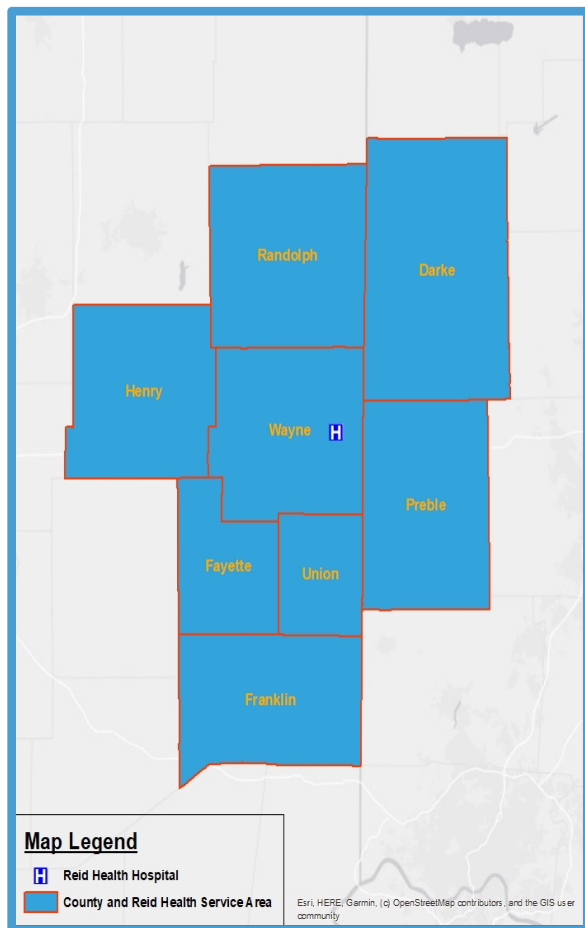 Randolph
Darke
Henry
Wayne
H
Preble
Fayette
Union
Franklin
Map Legend
H Reid Health Hospital
County and Reid Health Service Area
Esri, HERE, Garmin, (c) OpenStreetMap contributors, and the GIS user
community